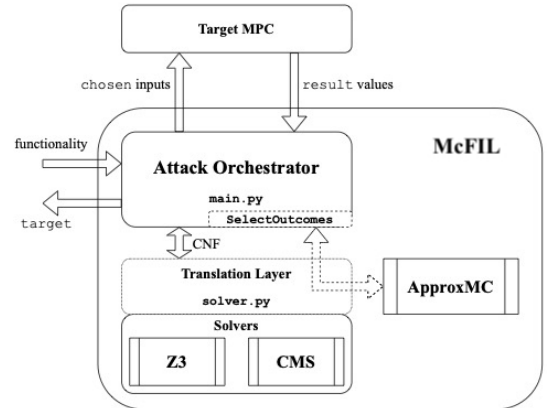 Target MPC
chosen inputs
result values
functionality
McFIL
Attack Orchestrator
main.py
target
SelectOutcomes
CNF
Translation Layer
ApproxMC
solver.py
Solvers
Z3
CMS